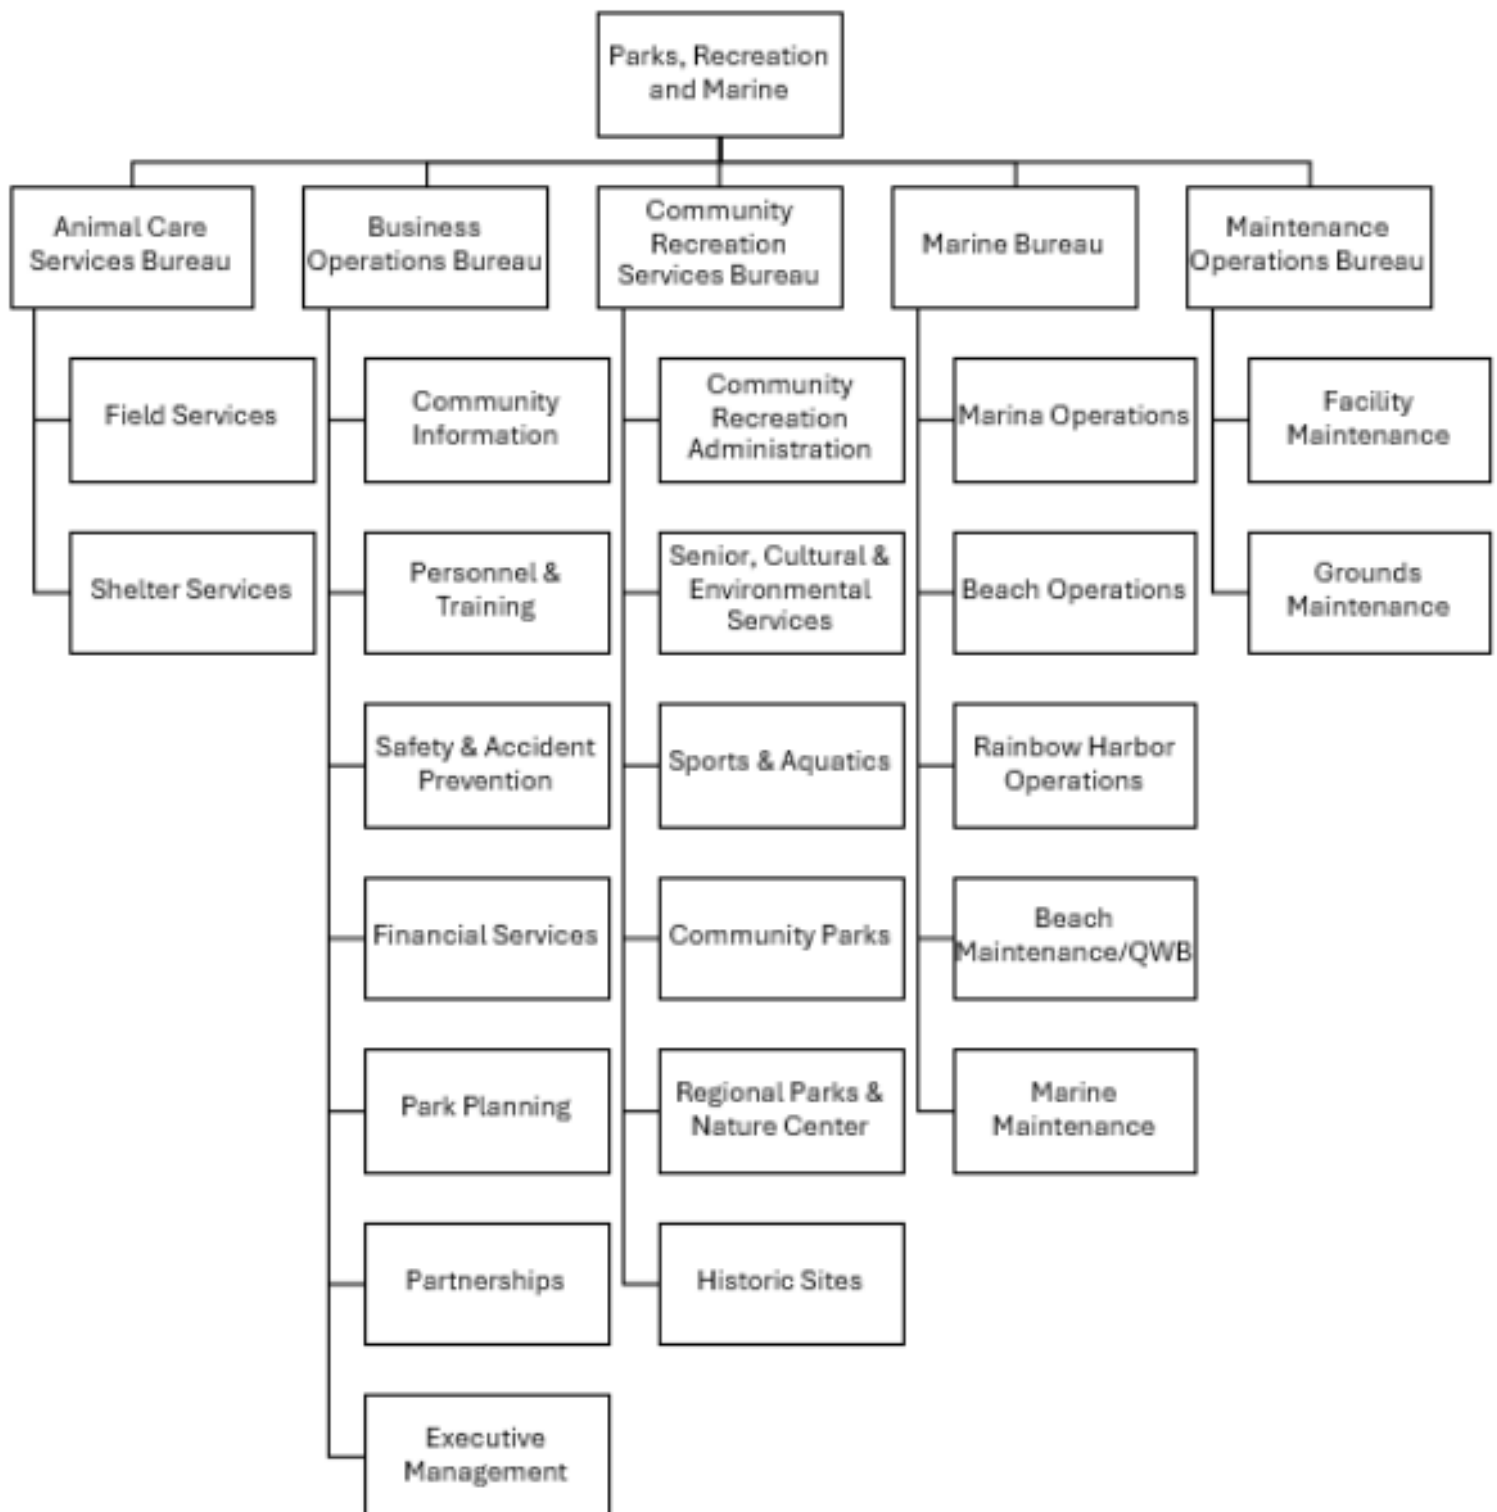 Parks, Recreation
and Marine
Animal Care
Services Bureau
Business
Operations Bureau
Community
Recreation
Services Bureau
Marine Bureau
Maintenance
Operations Bureau
Field Services
Shelter Services
Community
Information
Personnel &
Training
Safety & Accident
Prevention
Financial Services
Park Planning
Partnerships
Executive
Management
Community
Recreation
Administration
Senior, Cultural &
Environmental
Services
Sports & Aquatics
Community Parks
Regional Parks &
Nature Center
Historic Sites
Marina Operations
Beach Operations
Rainbow Harbor
Operations
Beach
Maintenance/QWB
Marine
Maintenance
Facility
Maintenance
Grounds
Maintenance